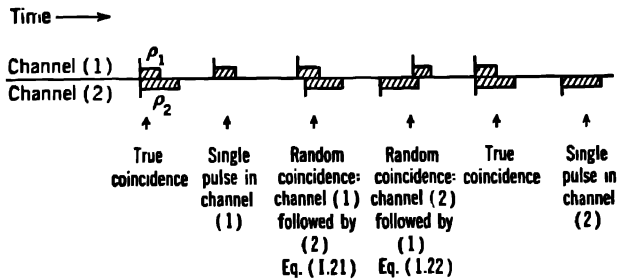 Time
ρ1
Channel (1)
Channel (2)
ρ2
True
coincidence
Single
pulse in
channel
(1)
Random
coincidence:
channel (1)
followed by
(2)
Eq. (1.21)
Random
coincidence:
channel (2)
followed by
(1)
Eq. (1.22)
True
coincidence
Single
pulse in
channel
(2)